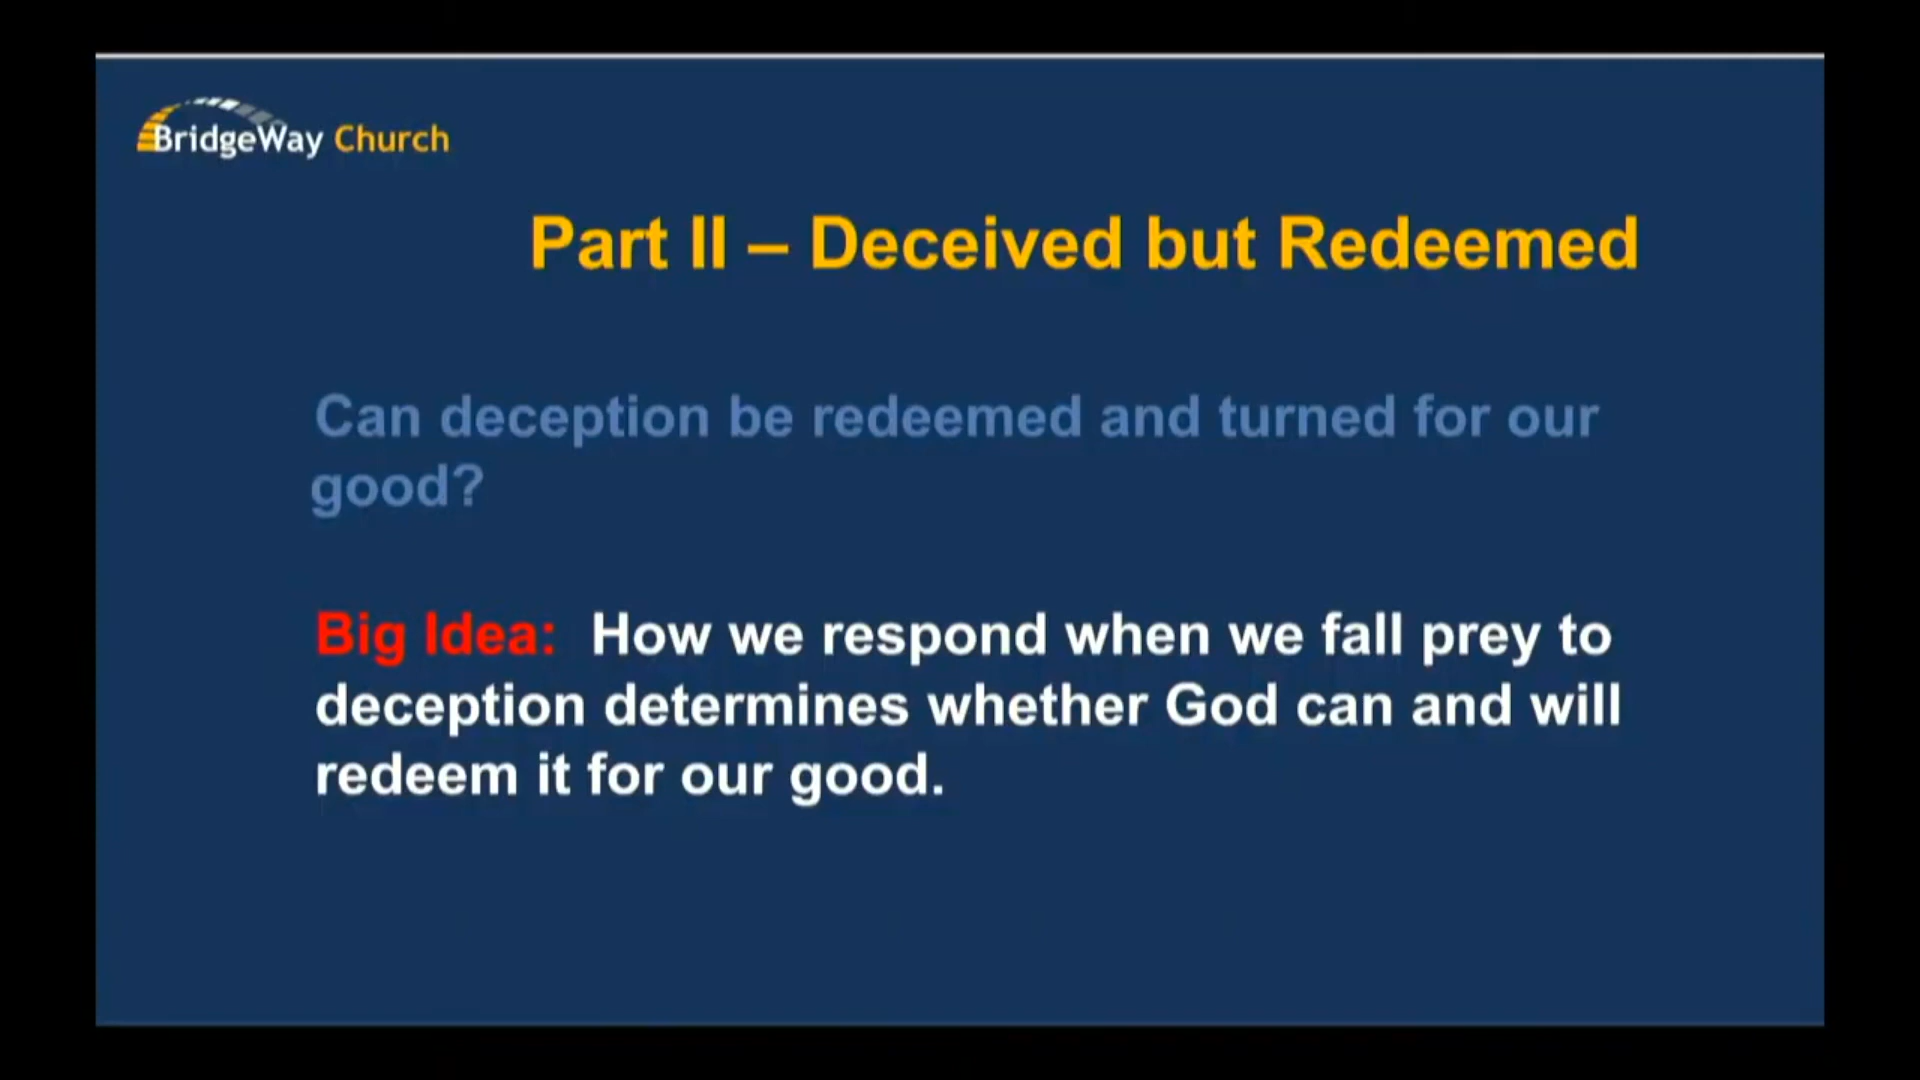 BridgeWay Church
Part II – Deceived but Redeemed
Can deception be redeemed and turned for our
good?
Big Idea: How we respond when we fall prey to
deception determines whether God can and will
redeem it for our good.